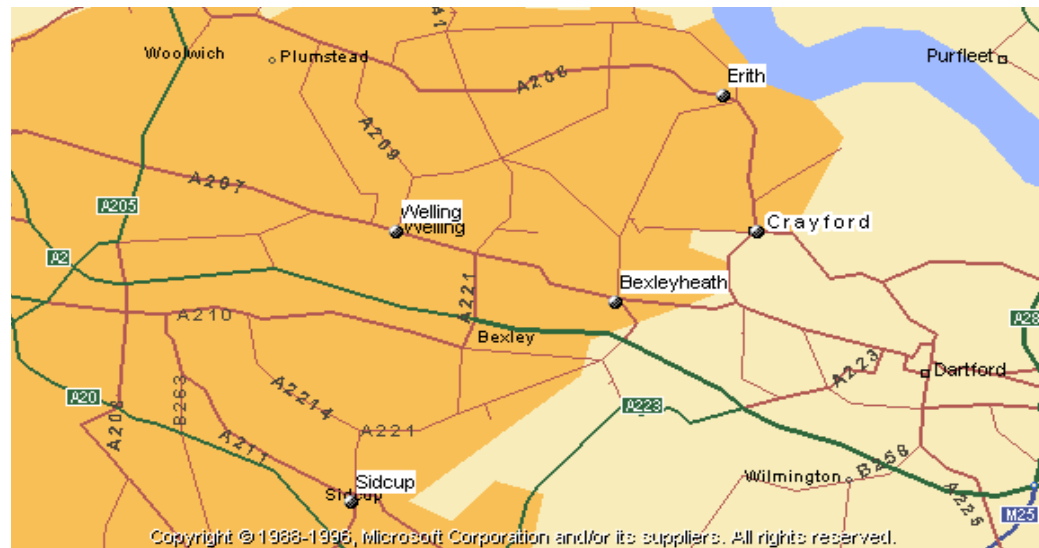 41
Woolwich
Plumstead
Purfleet
A206
Erith
A209
A207
A205
Welling
Welling
Crayford
A2
A221
Bexleyheath
A210
Bexley
A28
A223
Dartford
A20
A223
A2214
B263
A208
A211
A221
Sidcup
Sidcup
Wilmington
B258
A225
M25
Copyright © 1988-1996, Microsoft Corporation and/or its suppliers. All rights reserved.